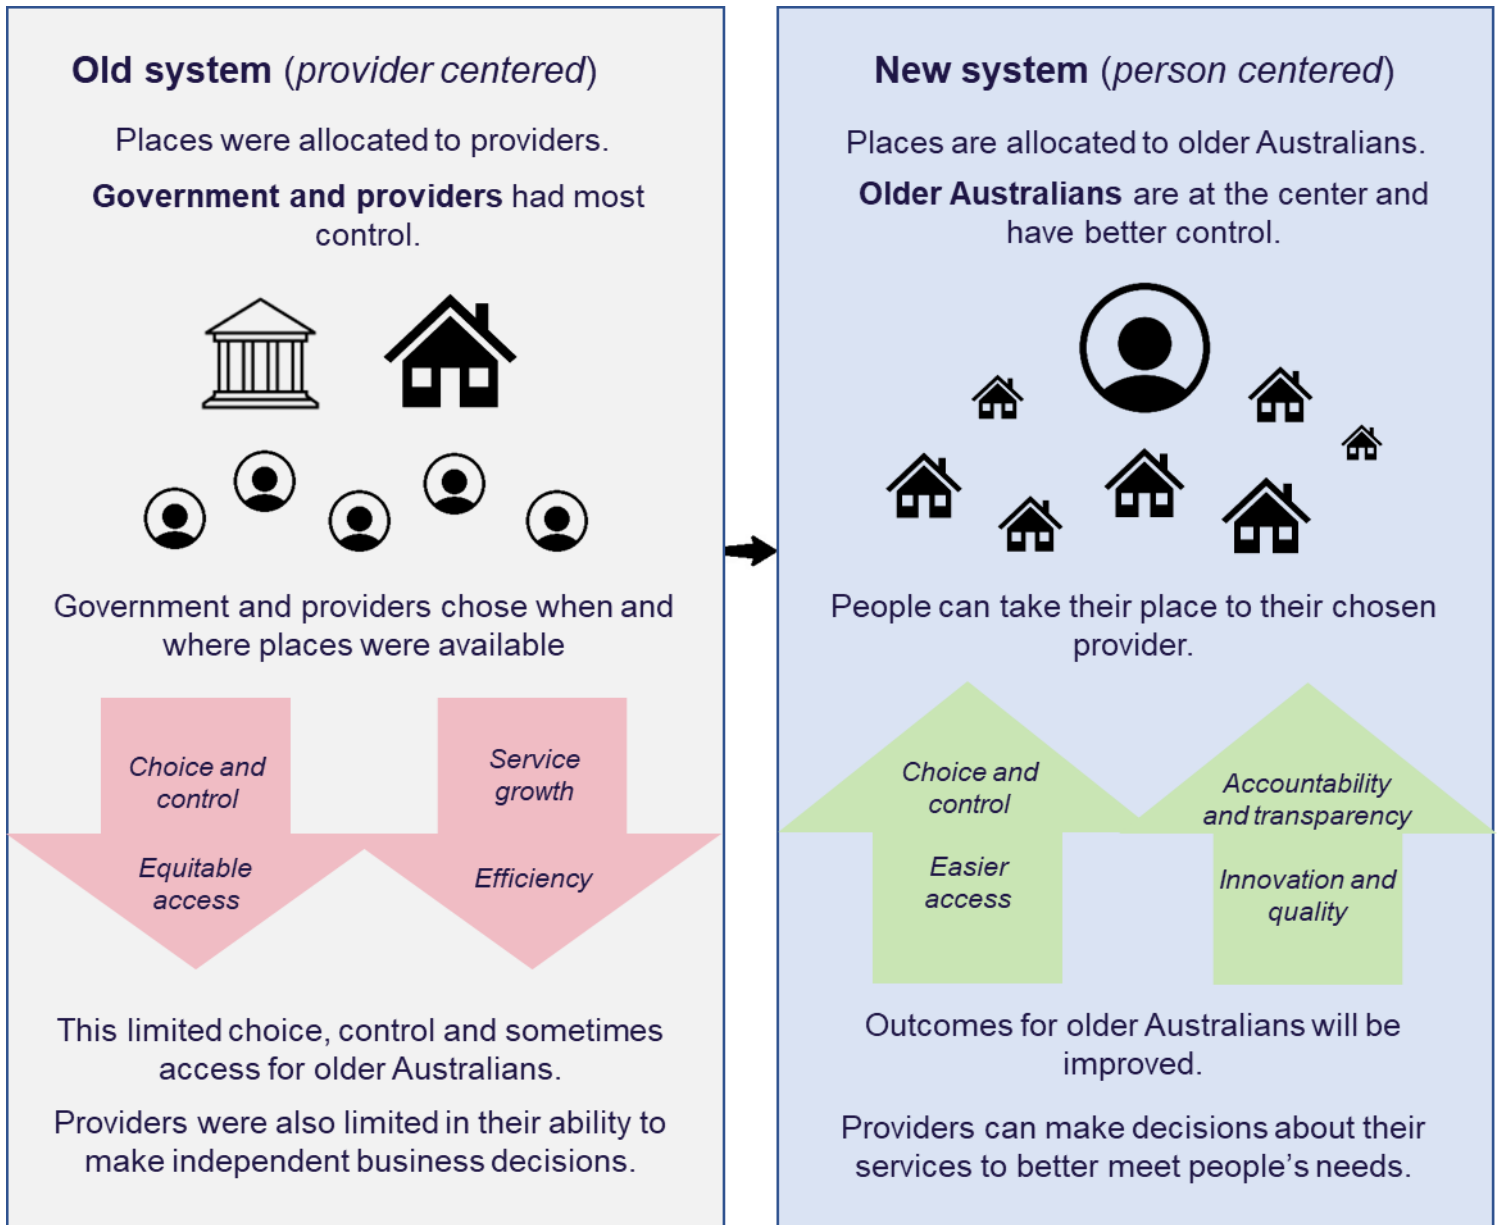 Old system (provider centered)
Places were allocated to providers.
Government and providers had most
control.
Government and providers chose when and
where places were available
Choice and
control
Equitable
access
Service
growth
Efficiency
This limited choice, control and sometimes
access for older Australians.
Providers were also limited in their ability to
make independent business decisions.
New system (person centered)
Places are allocated to older Australians.
Older Australians are at the center and
have better control.
People can take their place to their chosen
provider.
Choice and
control
Easier
access
Accountability
and transparency
Innovation and
quality
Outcomes for older Australians will be
improved.
Providers can make decisions about their
services to better meet people’s needs.